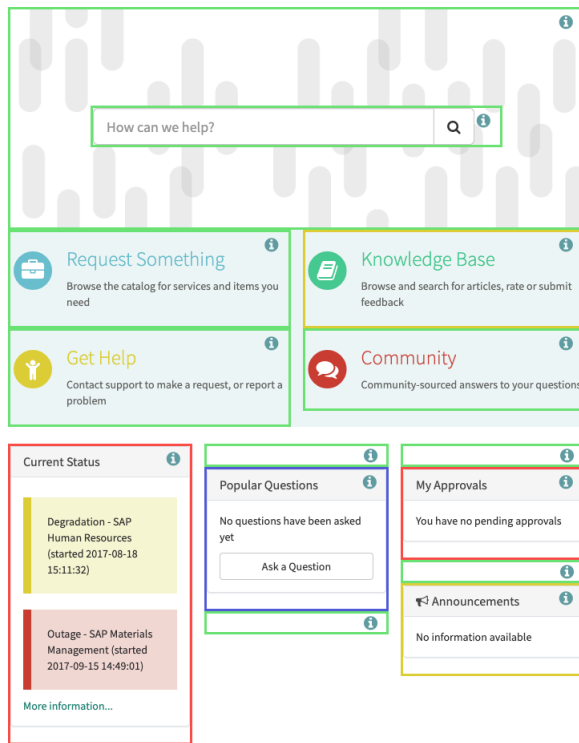 How can we help?
Request Something
Browse the catalog for services and items you
need
Knowledge Base
Browse and search for articles, rate or submit
feedback
Get Help
Contact support to make a request, or report a
problem
Community
Community-sourced answers to your questions
Current Status
Degradation - SAP
Human Resources
(started 2017-08-18
15:11:32)
Outage - SAP Materials
Management (started
2017-09-15 14:49:01)
More information...
Popular Questions
No questions have been asked
yet
Ask a Question
My Approvals
You have no pending approvals
Announcements
No information available